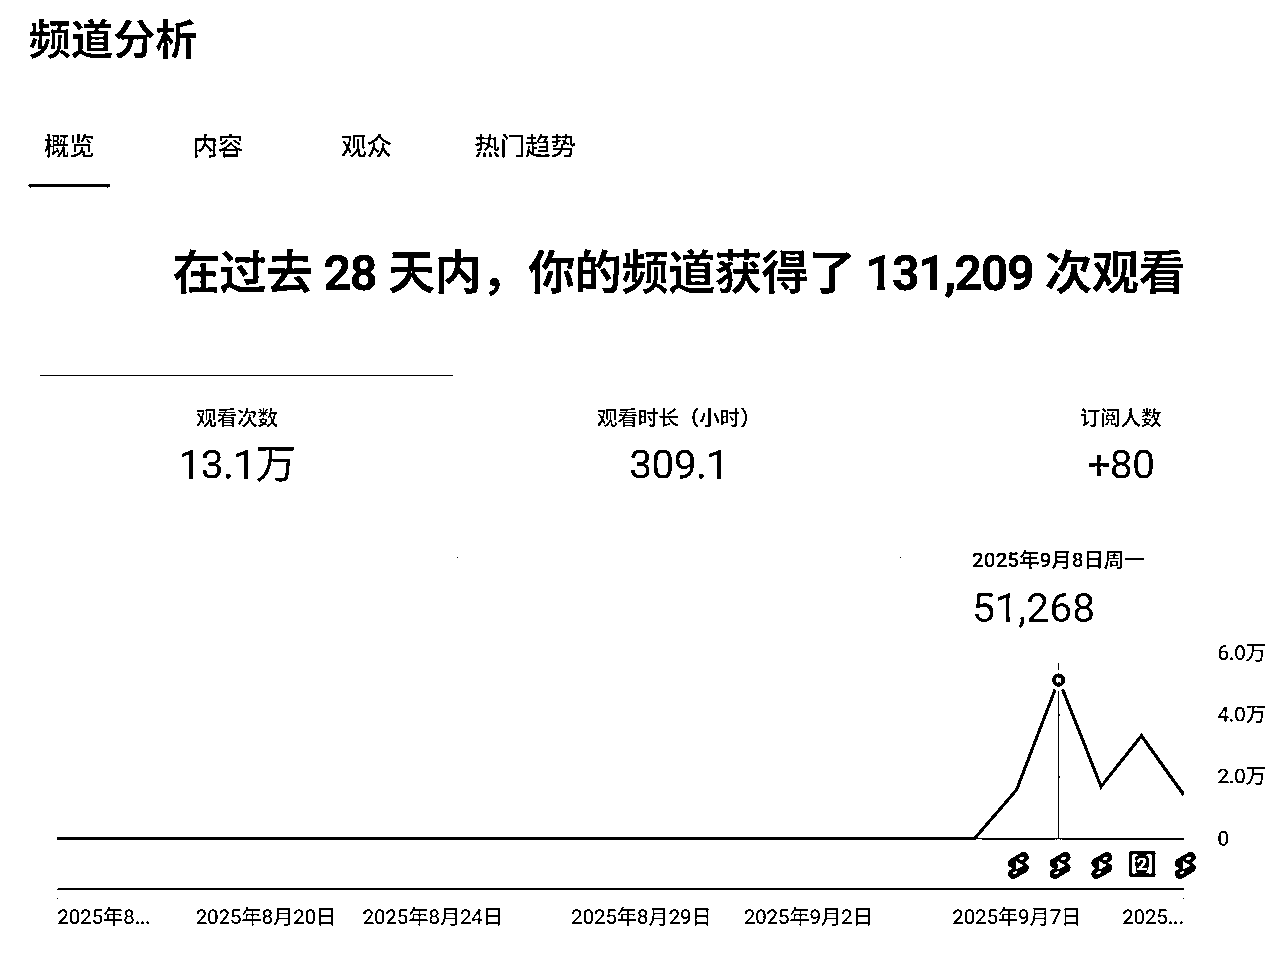 频道分析
概览 内容 观众 热门趋势
在过去 28 天内，你的频道获得了 131,209 次观看
观看次数 观看时长（小时） 订阅人数
13.1万 309.1 +80
2025年9月8日周一
51,268
6.0万
4.0万
2.0万
0
2
2025年8... 2025年8月20日 2025年8月24日 2025年8月29日 2025年9月2日 2025年9月7日 2025...